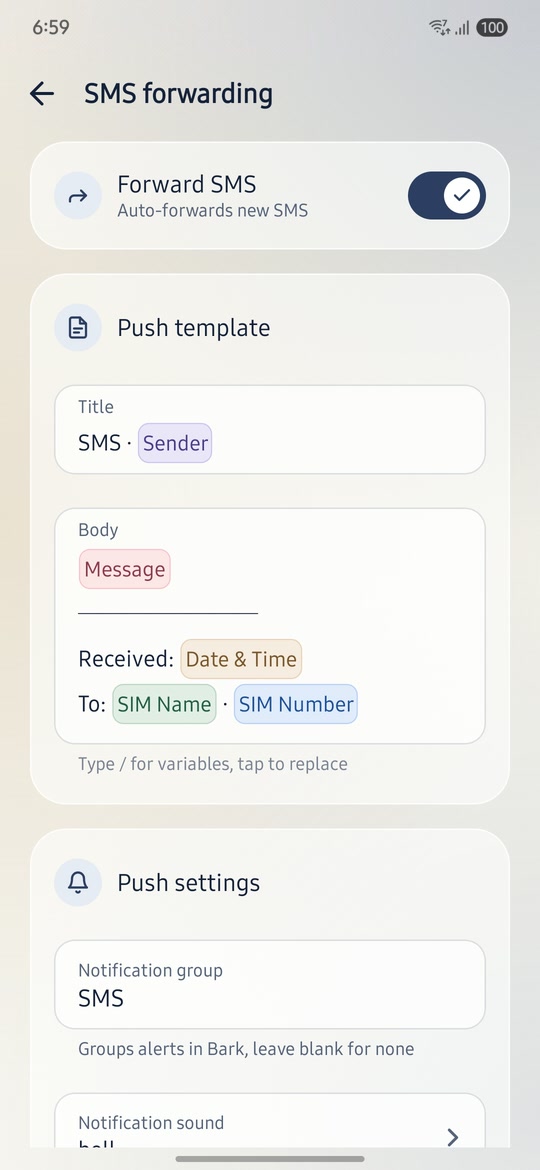 6:59
100
SMS forwarding
Forward SMS
Auto-forwards new SMS
Push template
Title
SMS · Sender
Body
Message
Received: Date & Time
To: SIM Name · SIM Number
Type / for variables, tap to replace
Push settings
Notification group
SMS
Groups alerts in Bark, leave blank for none
Notification sound